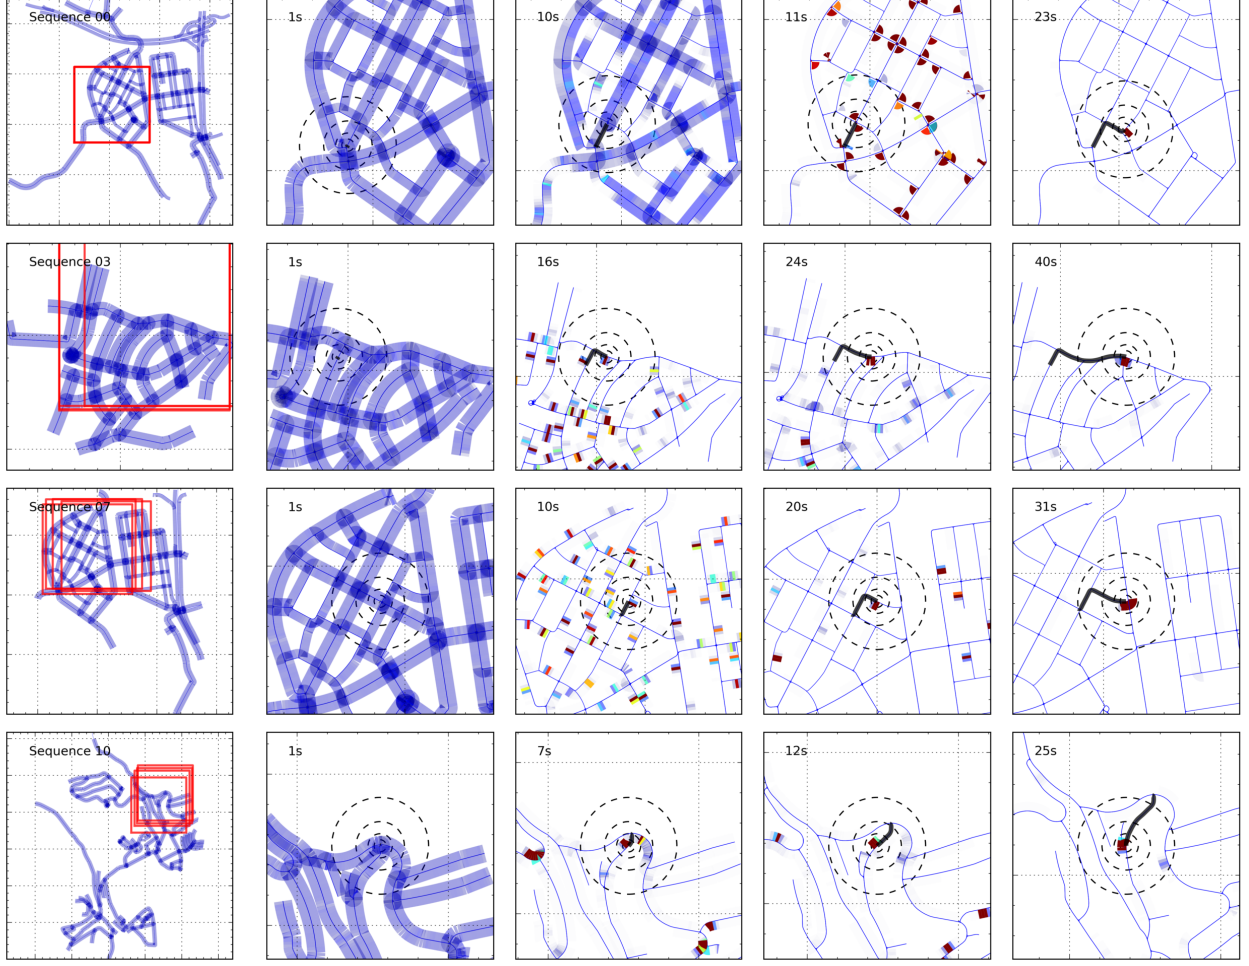 Sequence 00
1s
10s
11s
23s
Sequence 03
1s
16s
24s
40s
Sequence 07
1s
10s
20s
31s
Sequence 10
1s
7s
12s
25s